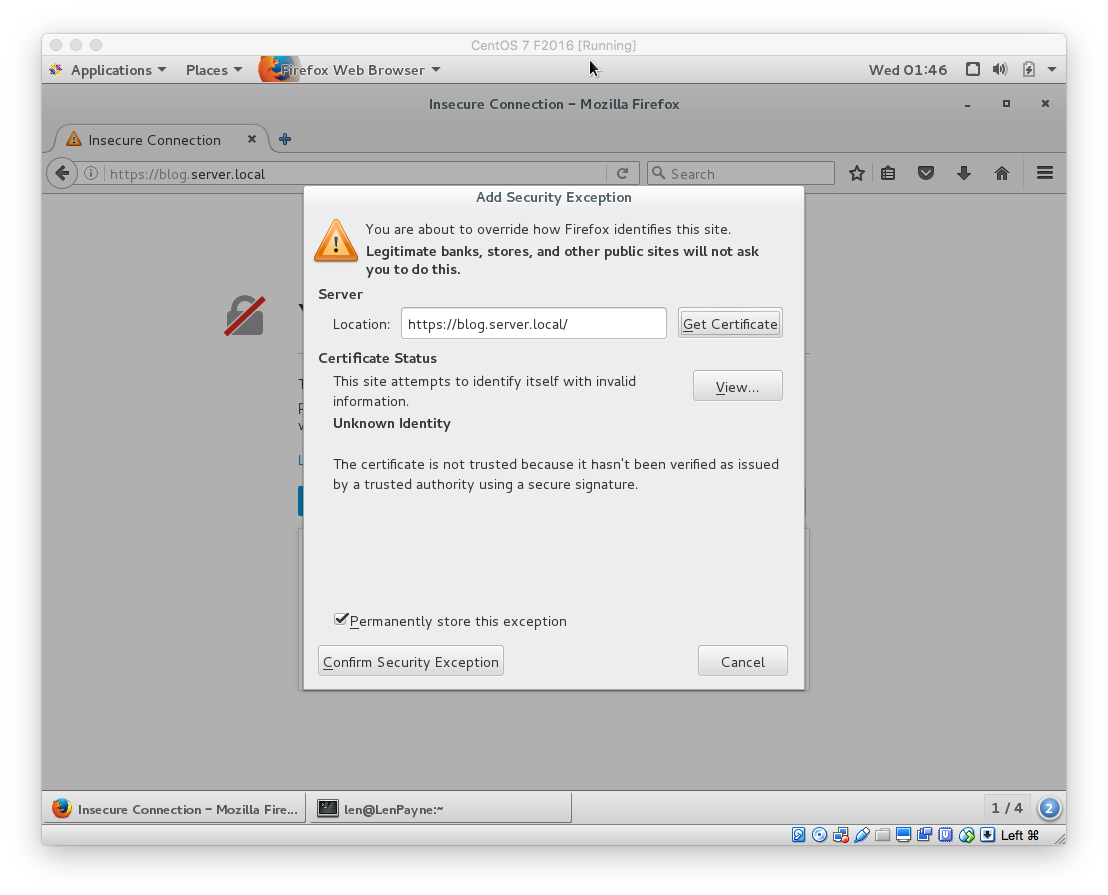 CentOS 7 F2016 [Running]
Applications Places Firefox Web Browser Wed 01:46
Insecure Connection - Mozilla Firefox
Insecure Connection
https://blog.server.local Search
Add Security Exception
You are about to override how Firefox identifies this site.
Legitimate banks, stores, and other public sites will not ask
you to do this.
Server
Location: https://blog.server.local/ Get Certificate
Certificate Status
This site attempts to identify itself with invalid
information.
View...
Unknown Identity
The certificate is not trusted because it hasn't been verified as issued
by a trusted authority using a secure signature.
Permanently store this exception
Confirm Security Exception Cancel
Insecure Connection - Mozilla Fire... len@LenPayne:~ 1 / 4 2
Left ⌘